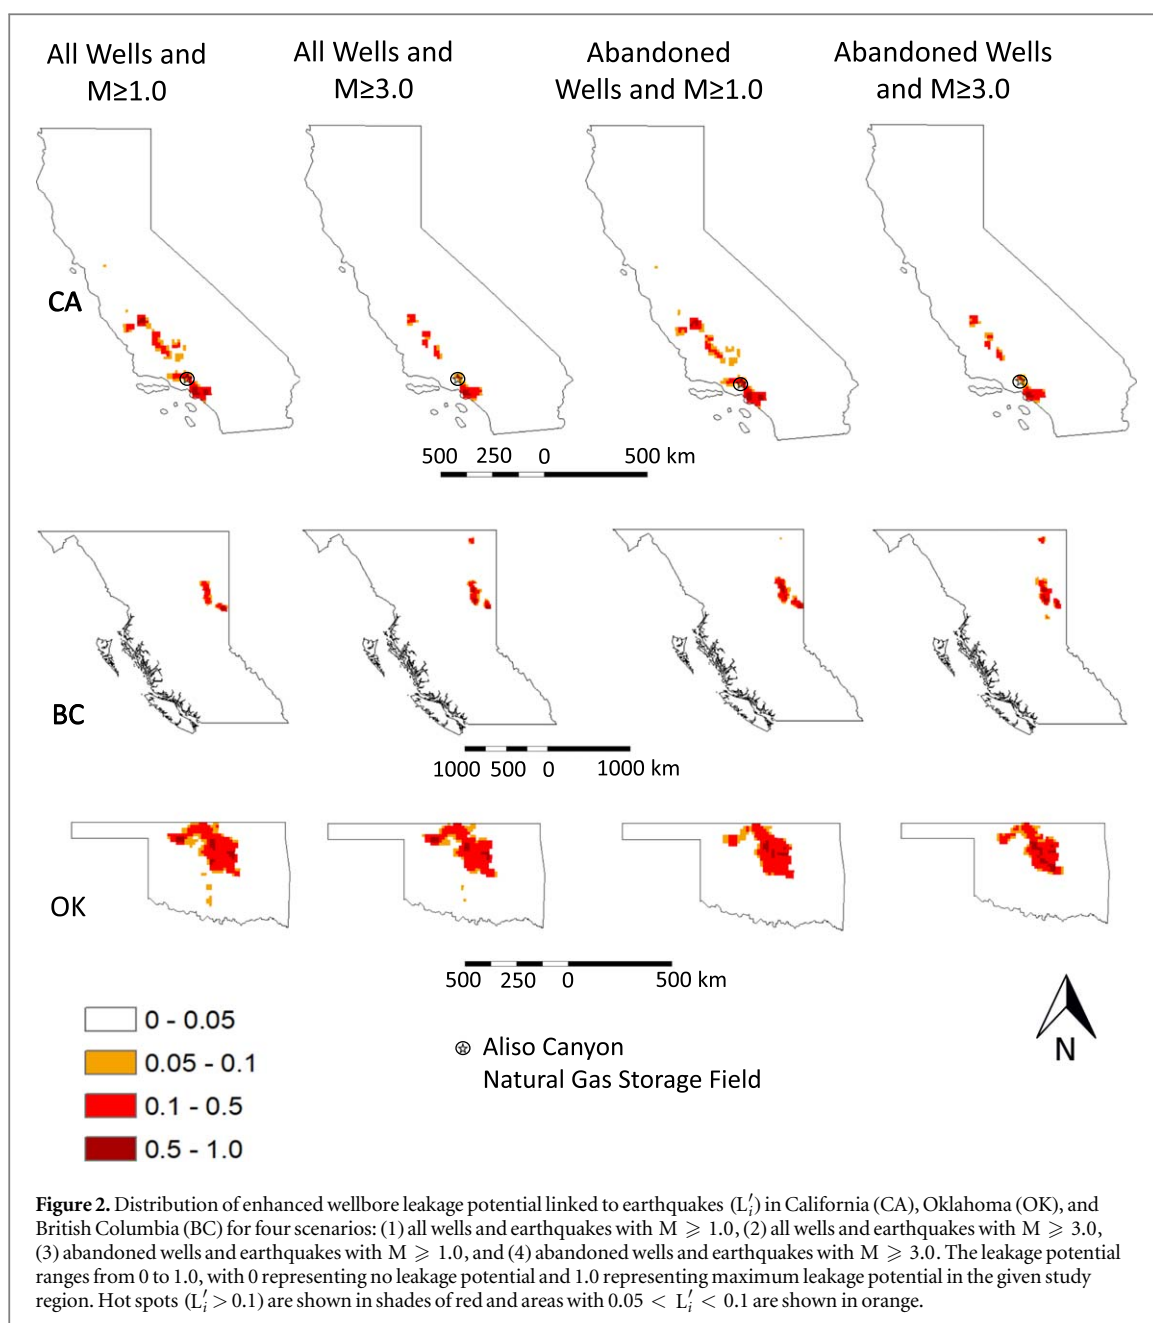 All Wells and
M≥1.0
All Wells and
M≥3.0
Abandoned
Wells and M≥1.0
Abandoned Wells
and M≥3.0
CA
500 250 0 500 km
BC
1000 500 0 1000 km
OK
500 250 0 500 km
0 - 0.05
0.05 - 0.1
0.1 - 0.5
0.5 - 1.0
Aliso Canyon
Natural Gas Storage Field
N
Figure 2. Distribution of enhanced wellbore leakage potential linked to earthquakes (L′i) in California (CA), Oklahoma (OK), and
British Columbia (BC) for four scenarios: (1) all wells and earthquakes with M ⩾ 1.0, (2) all wells and earthquakes with M ⩾ 3.0,
(3) abandoned wells and earthquakes with M ⩾ 1.0, and (4) abandoned wells and earthquakes with M ⩾ 3.0. The leakage potential
ranges from 0 to 1.0, with 0 representing no leakage potential and 1.0 representing maximum leakage potential in the given study
region. Hot spots (L′i > 0.1) are shown in shades of red and areas with 0.05 < L′i < 0.1 are shown in orange.